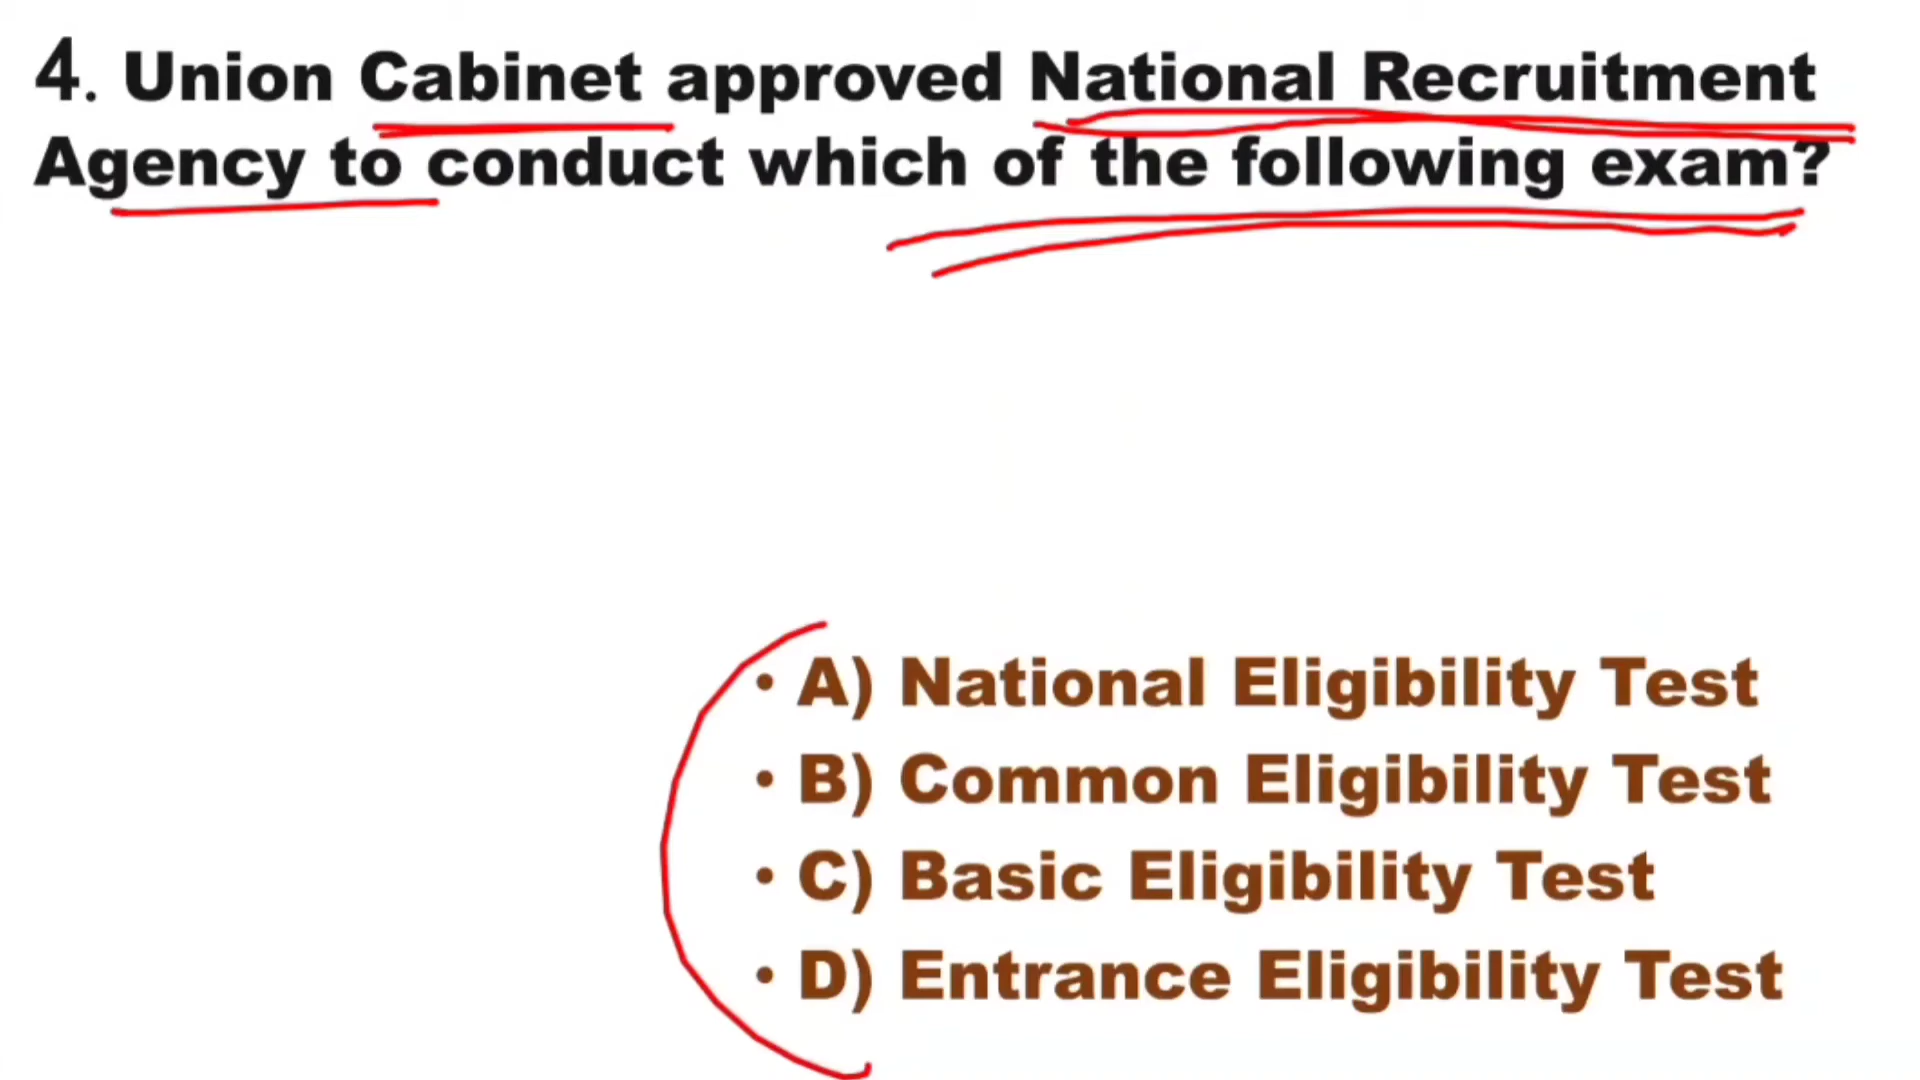 4. Union Cabinet approved National Recruitment
Agency to conduct which of the following exam?
• A) National Eligibility Test
• B) Common Eligibility Test
• C) Basic Eligibility Test
• D) Entrance Eligibility Test